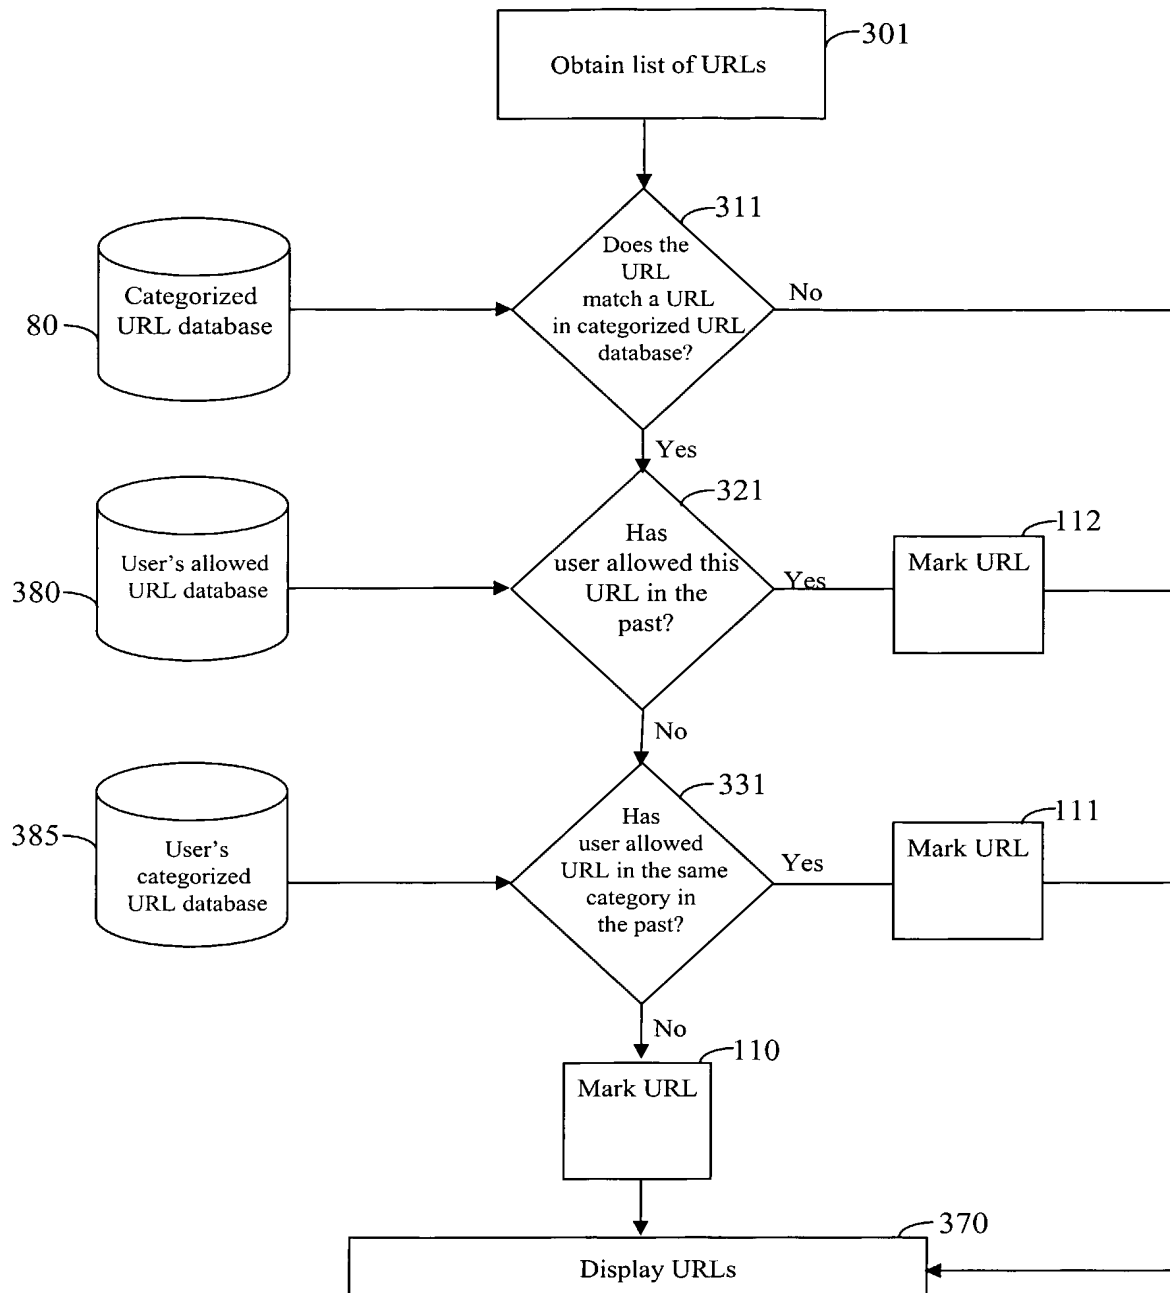 301
Obtain list of URLs
311
Does the
URL
match a URL
in categorized URL
database?
No
Categorized
URL database
80
Yes
321
Has
user allowed this
URL in the
past?
Yes
112
Mark URL
User's allowed
URL database
380
No
331
Has
user allowed
URL in the same
category in
the past?
Yes
111
Mark URL
385
User's
categorized
URL database
No
110
Mark URL
370
Display URLs